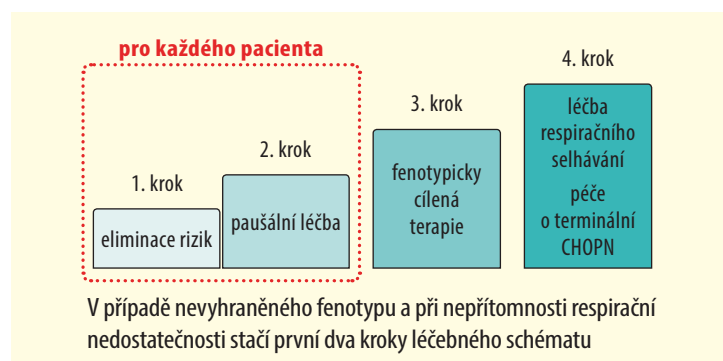 pro každého pacienta
1. krok
eliminace rizik
2. krok
paušální léčba
3. krok
fenotypicky
cílená
terapie
4. krok
léčba
respiračního
selhávání
péče
o terminální
CHOPN
V případě nevyhraněného fenotypu a při nepřítomnosti respirační
nedostatečnosti stačí první dva kroky léčebného schématu